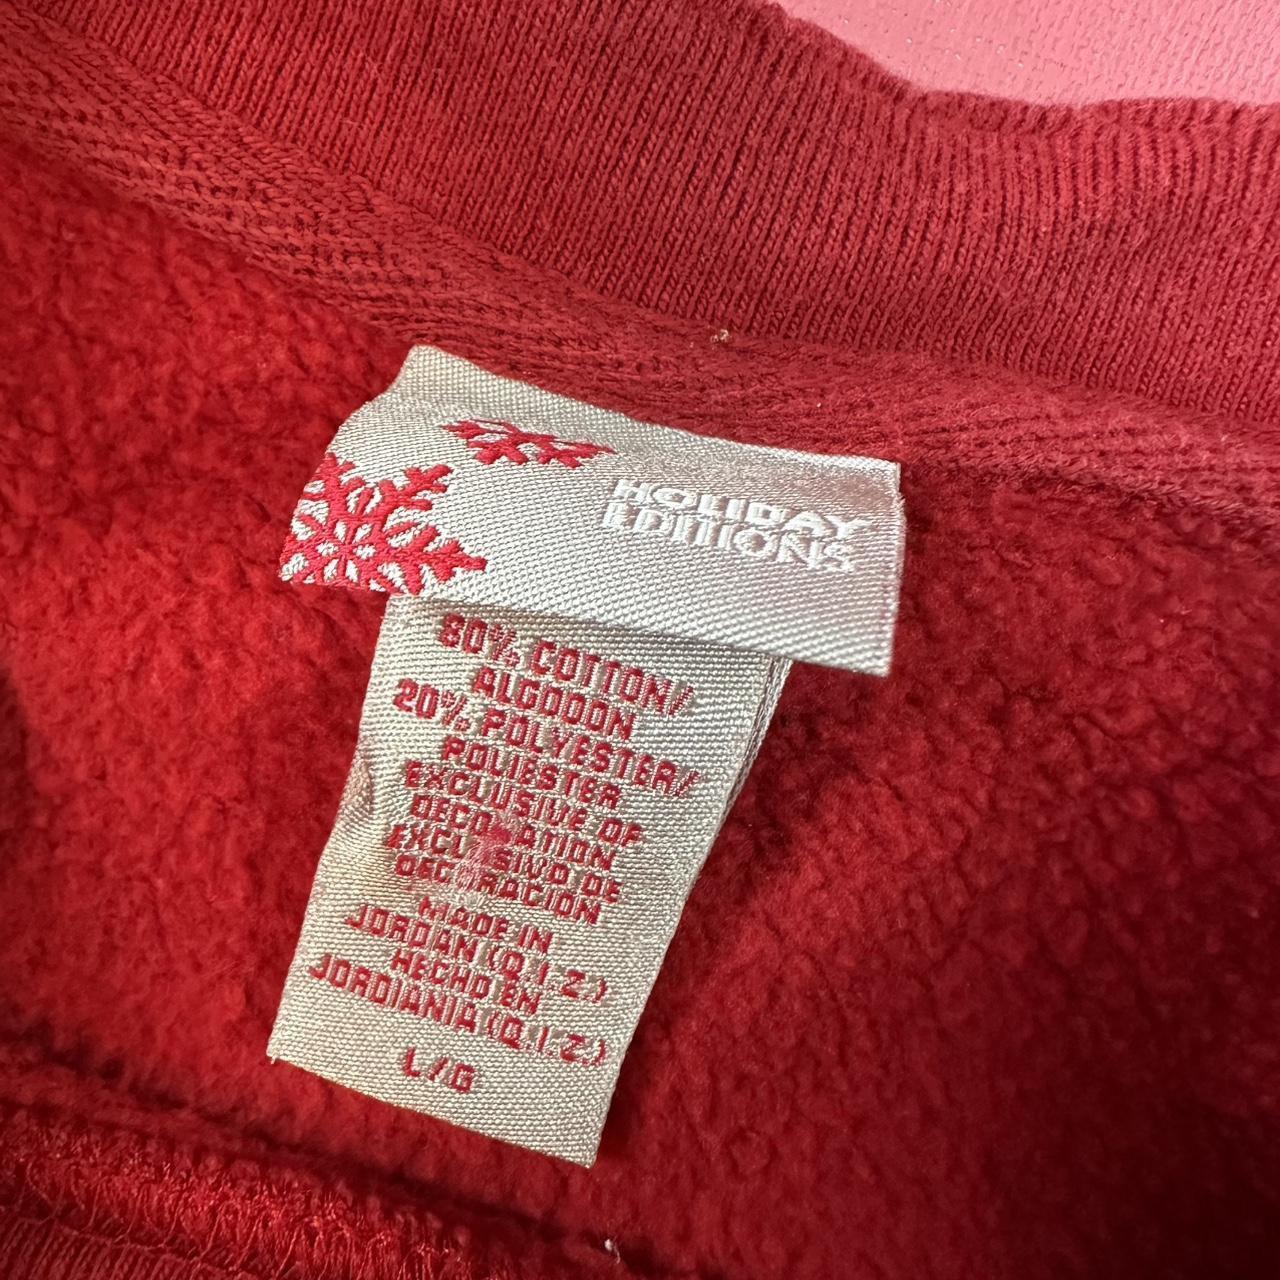 HOLIDAY
EDITIONS
80% COTTON/
ALGODON
20% POLYESTER/
POLIESTER
EXCLUSIVE OF
DECORATION
EXCLUSIVO DE
DECORACION
MADE IN
JORDAN (Q.I.Z.)
HECHO EN
JORDIANIA (Q.I.Z.)
L/G